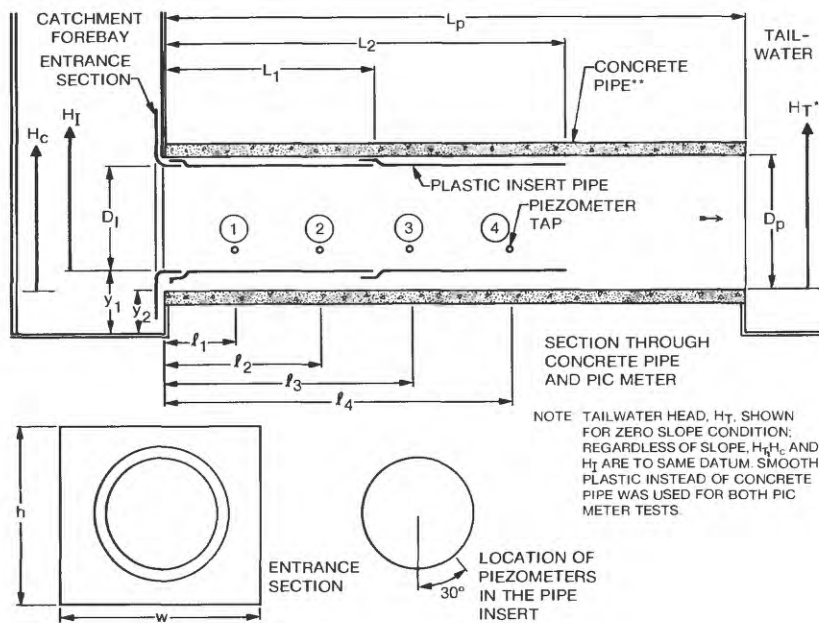 CATCHMENT
FOREBAY
ENTRANCE
SECTION
Lp
L2
L1
TAIL-
WATER
CONCRETE
PIPE**
Hc
HI
HT*
PLASTIC INSERT PIPE
PIEZOMETER
TAP
DI
Dp
1
2
3
4
y1
y2
ℓ1
ℓ2
ℓ3
ℓ4
SECTION THROUGH
CONCRETE PIPE
AND PIC METER
NOTE TAILWATER HEAD, HT, SHOWN
FOR ZERO SLOPE CONDITION;
REGARDLESS OF SLOPE, HT, Hc AND
HI ARE TO SAME DATUM. SMOOTH
PLASTIC INSTEAD OF CONCRETE
PIPE WAS USED FOR BOTH PIC
METER TESTS.
h
w
ENTRANCE
SECTION
30°
LOCATION OF
PIEZOMETERS
IN THE PIPE
INSERT